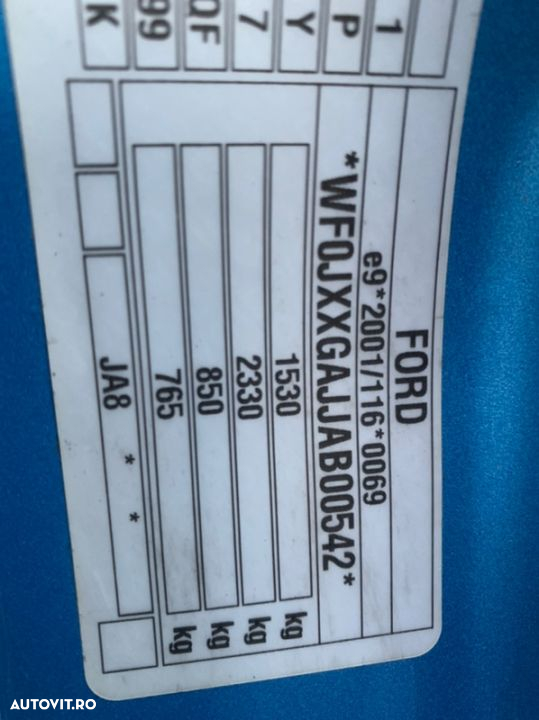 FORD
e9*2001/116*0069
*WF0JXXGAJJAB00542*
1530 kg
2330 kg
850 kg
765 kg
JA8 * *
1
P
Y
7
QF
99
K
AUTOVIT.RO